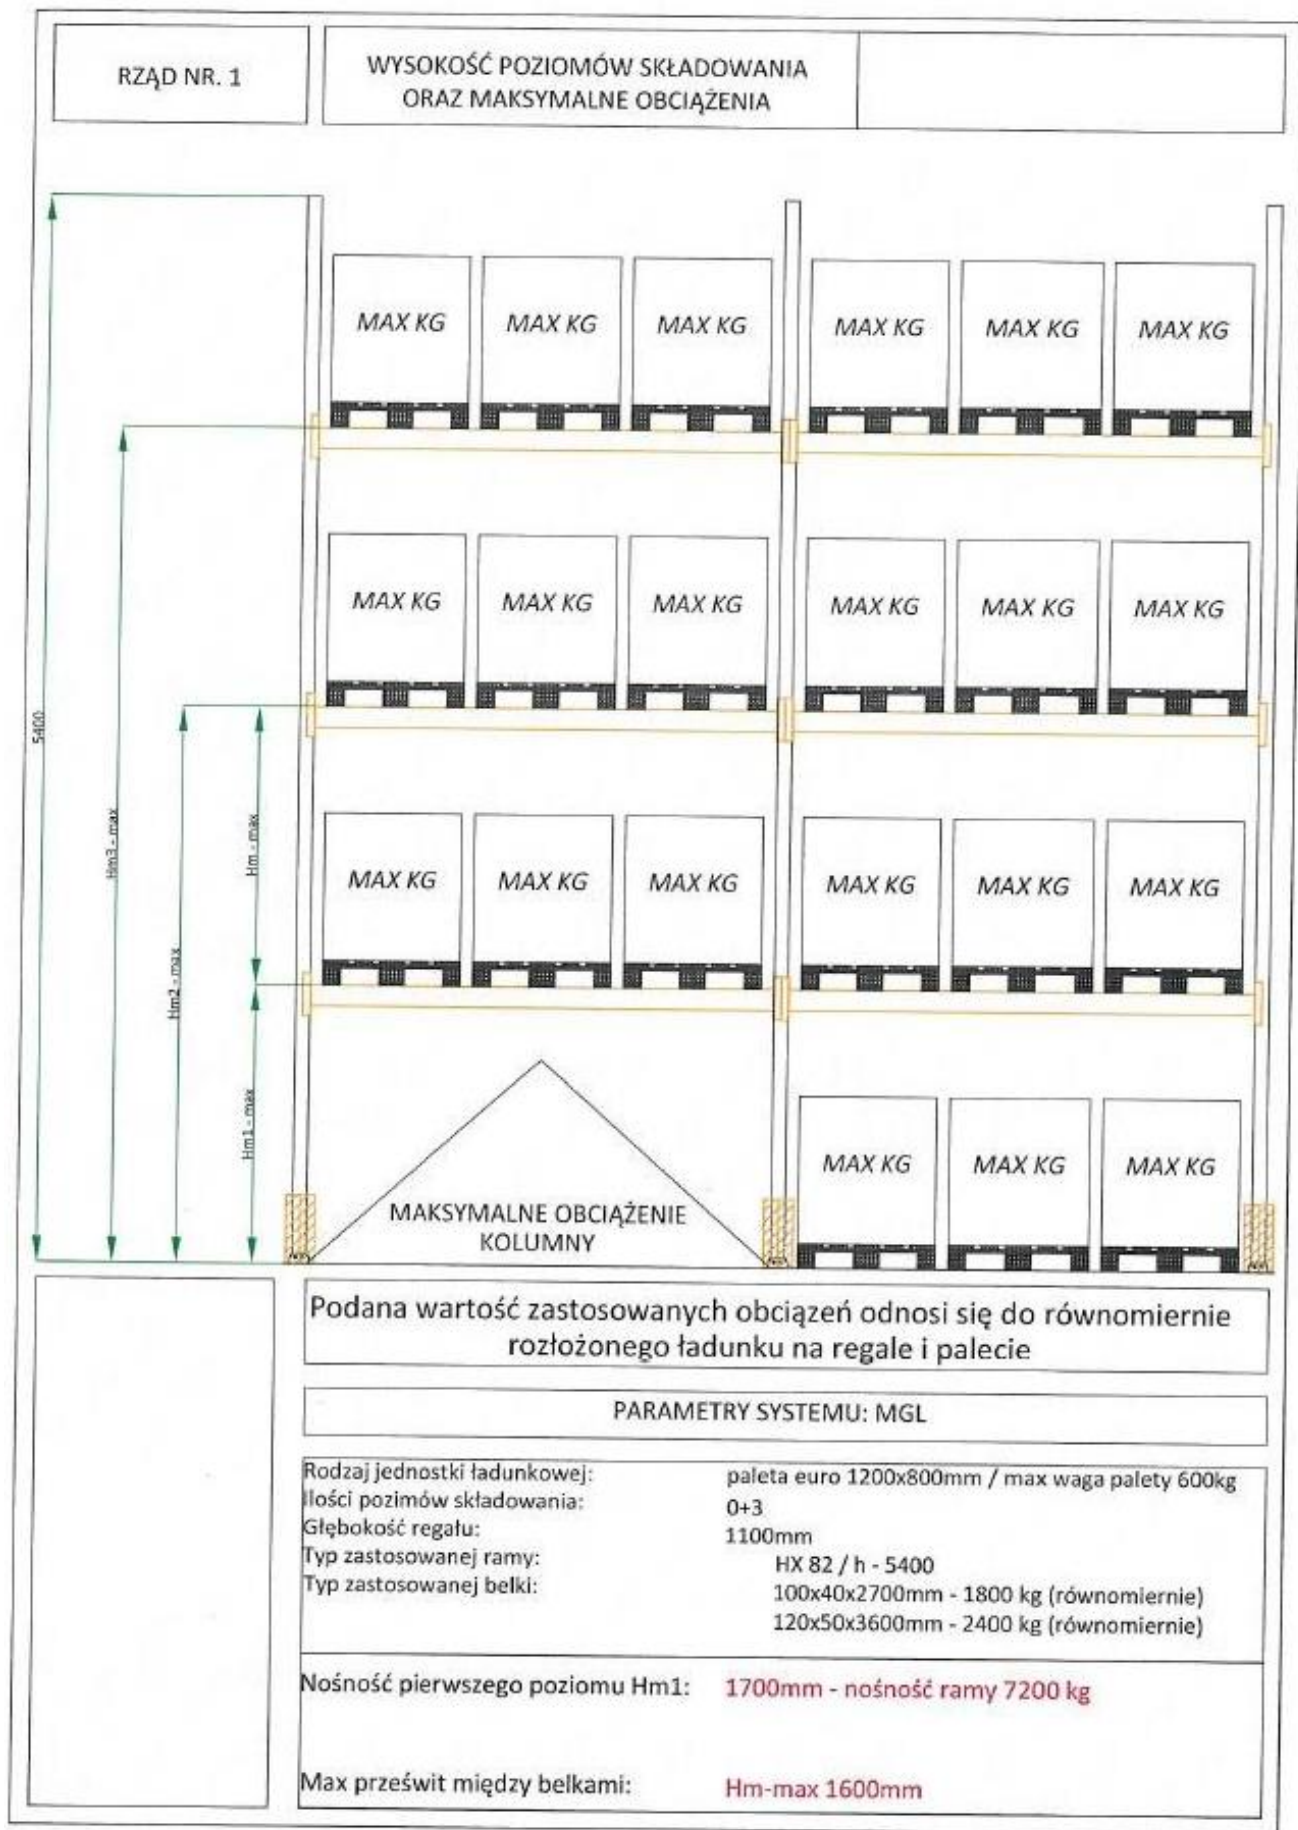 RZĄD NR. 1
WYSOKOŚĆ POZIOMÓW SKŁADOWANIA
ORAZ MAKSYMALNE OBCIĄŻENIA
MAX KG MAX KG MAX KG MAX KG MAX KG MAX KG
MAX KG MAX KG MAX KG MAX KG MAX KG MAX KG
5400
Hm3 - max
Hm2 - max
Hm - max
MAX KG MAX KG MAX KG MAX KG MAX KG MAX KG
Hm1 - max
MAX KG MAX KG MAX KG
MAKSYMALNE OBCIĄŻENIE
KOLUMNY
Podana wartość zastosowanych obciązeń odnosi się do równomiernie
rozłożonego ładunku na regale i palecie
PARAMETRY SYSTEMU: MGL
Rodzaj jednostki ładunkowej: paleta euro 1200x800mm / max waga palety 600kg
Ilości pozimów składowania: 0+3
Głębokość regału: 1100mm
Typ zastosowanej ramy: HX 82 / h - 5400
Typ zastosowanej belki: 100x40x2700mm - 1800 kg (równomiernie)
120x50x3600mm - 2400 kg (równomiernie)
Nośność pierwszego poziomu Hm1: 1700mm - nośność ramy 7200 kg
Max prześwit między belkami: Hm-max 1600mm